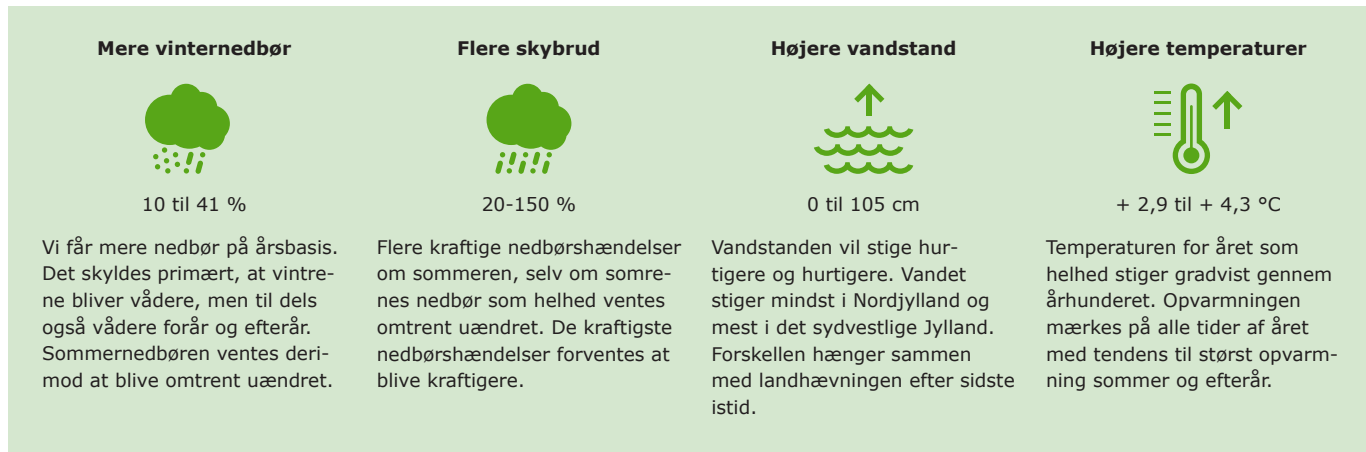 Mere vinternedbør
10 til 41 %
Vi får mere nedbør på årsbasis.
Det skyldes primært, at vintre-
ne bliver vådere, men til dels
også vådere forår og efterår.
Sommernedbøren ventes deri-
mod at blive omtrent uændret.
Flere skybrud
20-150 %
Flere kraftige nedbørshændelser
om sommeren, selv om somre-
nes nedbør som helhed ventes
omtrent uændret. De kraftigste
nedbørshændelser forventes at
blive kraftigere.
Højere vandstand
0 til 105 cm
Vandstanden vil stige hur-
tigere og hurtigere. Vandet
stiger mindst i Nordjylland og
mest i det sydvestlige Jylland.
Forskellen hænger sammen
med landhævningen efter sidste
istid.
Højere temperaturer
+ 2,9 til + 4,3 °C
Temperaturen for året som
helhed stiger gradvist gennem
århunderet. Opvarmningen
mærkes på alle tider af året
med tendens til størst opvarm-
ning sommer og efterår.